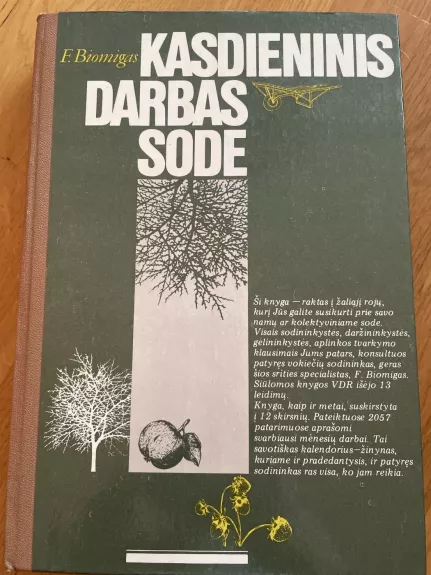 F. Biomigas
KASDIENINIS
DARBAS
SODE
Ši knyga — raktas į žaliąjį rojų,
kurį Jūs galite susikurti prie savo
namų ar kolektyviniame sode.
Visais sodininkystės, daržininkystės,
gėlininkystės, aplinkos tvarkymo
klausimais Jums patars, konsultuos
patyręs vokiečių sodininkas, geras
šios srities specialistas, F. Biomigas.
Siūlomos knygos VDR išėjo 13
leidimų.
Knyga, kaip ir metai, suskirstyta
į 12 skirsnių. Pateiktuose 2057
patarimuose aprašomi
svarbiausi mėnesių darbai. Tai
savotiškas kalendorius—žinynas,
kuriame ir pradedantysis, ir patyręs
sodininkas ras visa, ko jam reikia.